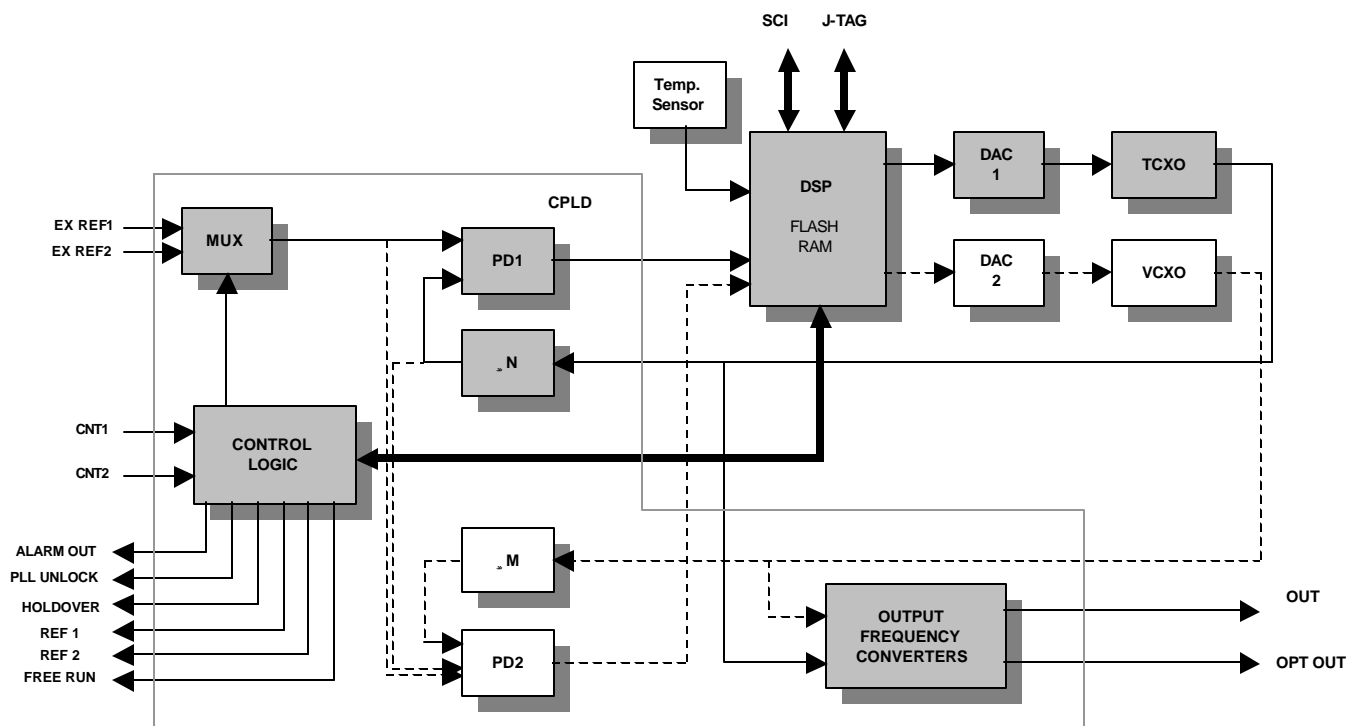 SCI J-TAG
Temp.
Sensor
DSP
FLASH
RAM
DAC
1
TCXO
CPLD
EX REF1
EX REF2
MUX
PD1
DAC
2
VCXO
N
CNT1
CNT2
CONTROL
LOGIC
M
ALARM OUT
PLL UNLOCK
HOLDOVER
REF 1
REF 2
FREE RUN
PD2
OUTPUT
FREQUENCY
CONVERTERS
OUT
OPT OUT